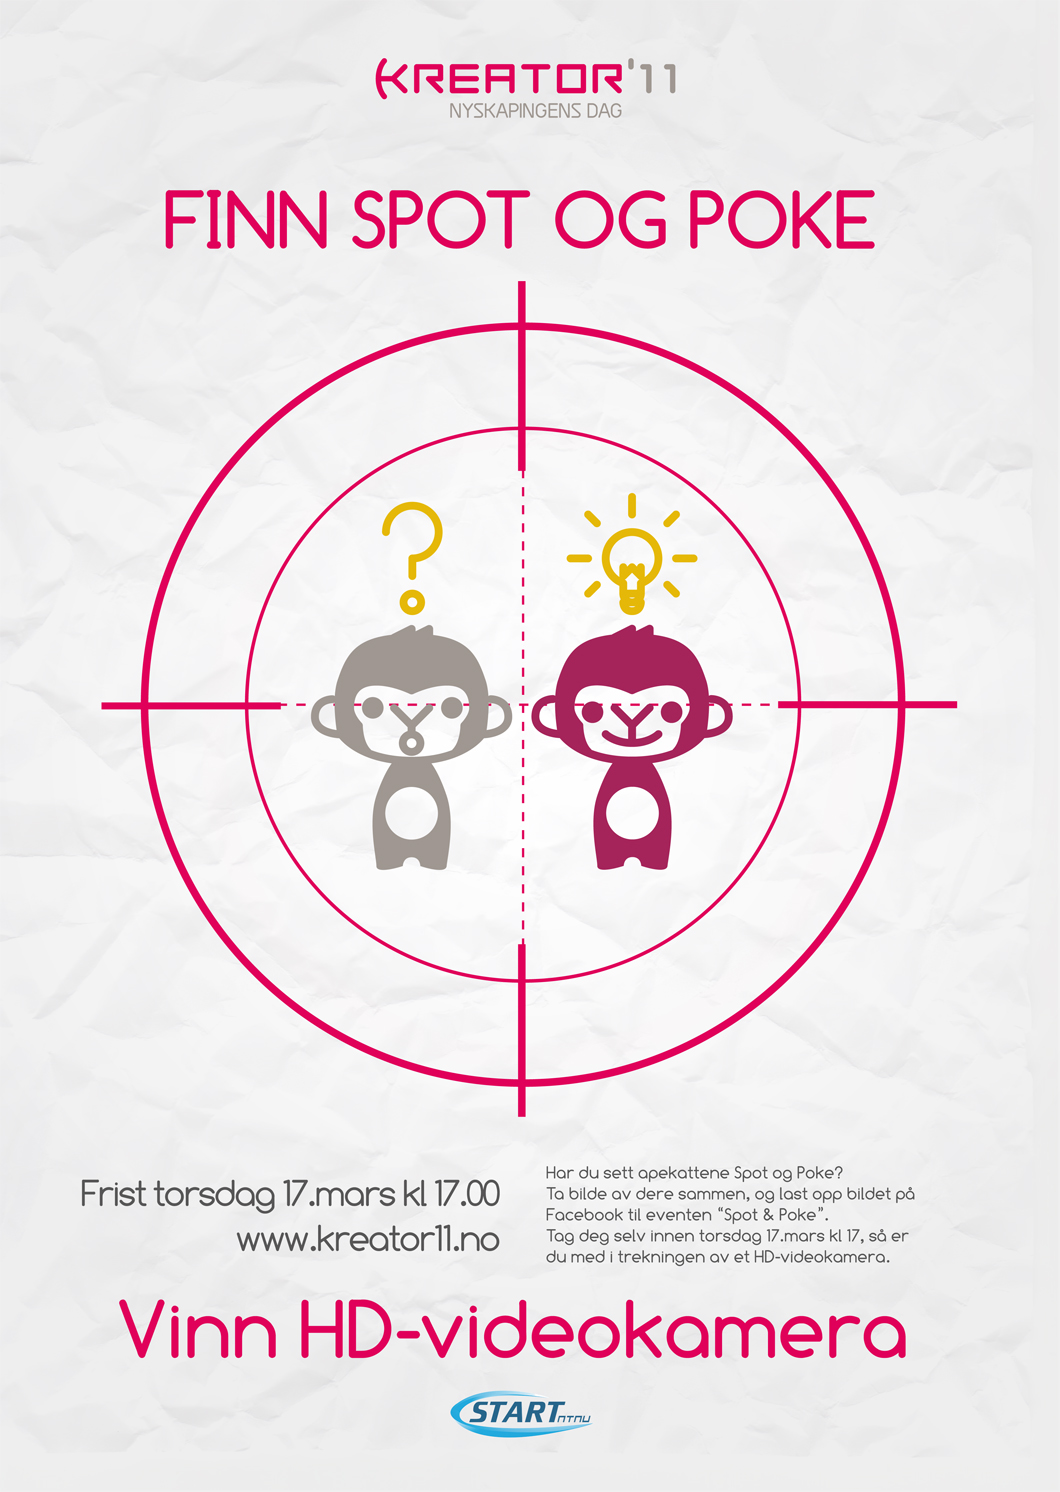 KREATOR'11
NYSKAPINGENS DAG
FINN SPOT OG POKE
Frist torsdag 17.mars kl 17.00
www.kreator11.no
Har du sett apekattene Spot og Poke?
Ta bilde av dere sammen, og last opp bildet på
Facebook til eventen “Spot & Poke”.
Tag deg selv innen torsdag 17.mars kl 17, så er
du med i trekningen av et HD-videokamera.
Vinn HD-videokamera
START NTNU